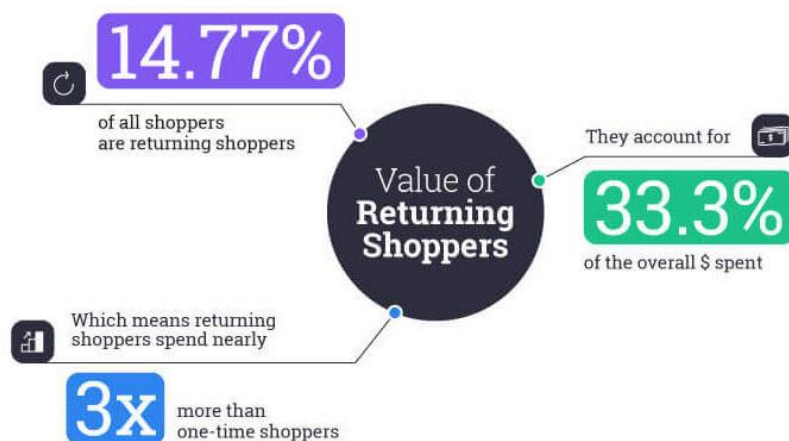 14.77%
of all shoppers
are returning shoppers
Value of
Returning
Shoppers
They account for
$
33.3%
of the overall $ spent
Which means returning
shoppers spend nearly
3x
more than
one-time shoppers